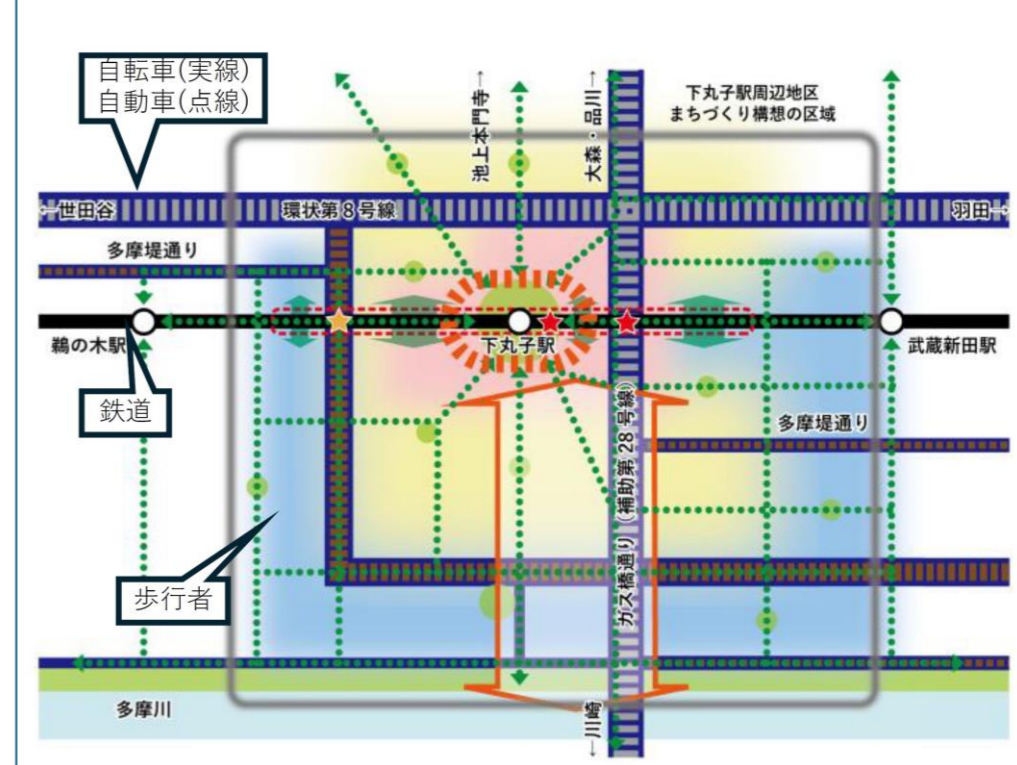 自転車(実線)
自動車(点線)
池上本門寺→
大森・品川→
下丸子駅周辺地区
まちづくり構想の区域
←世田谷
環状第8号線
羽田→
多摩堤通り
鵜の木駅
下丸子駅
武蔵新田駅
鉄道
多摩堤通り
ガス橋通り(補助第28号線)
歩行者
多摩川
←川崎